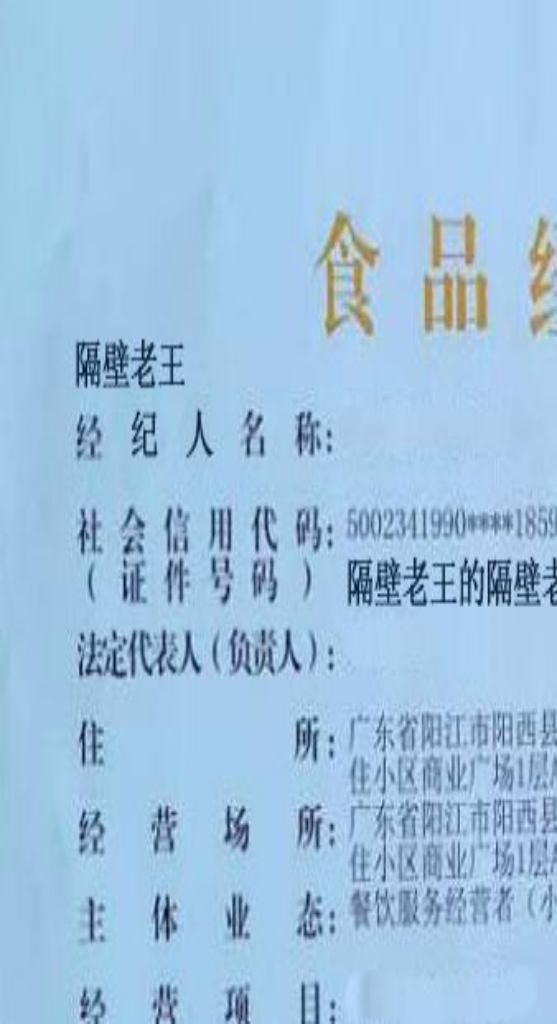 食品经
隔壁老王
经纪人名称:
社会信用代码: 5002341990****1859
(证件号码) 隔壁老王的隔壁老
法定代表人(负责人):
住所: 广东省阳江市阳西县
住小区商业广场1层
经营场所: 广东省阳江市阳西县
住小区商业广场1层
主体业态: 餐饮服务经营者(小
经营项目: